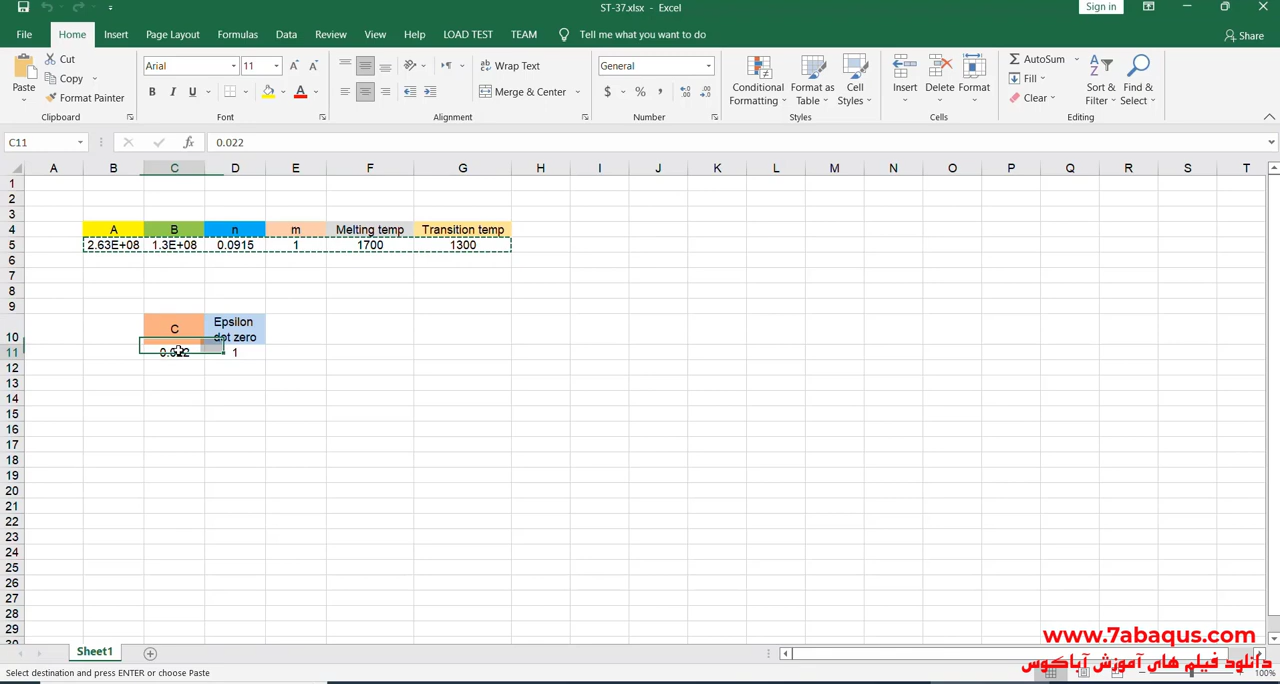 ST-37.xlsx - Excel
Sign in
File Home Insert Page Layout Formulas Data Review View Help LOAD TEST TEAM Tell me what you want to do Share
Paste
Cut
Copy
Format Painter
Clipboard
Arial 11
B I U
Font
Wrap Text
Merge & Center
Alignment
General
$ % ,
Number
Conditional Formatting
Format as Table
Cell Styles
Styles
Insert
Delete
Format
Cells
AutoSum
Fill
Clear
Sort & Filter
Find & Select
Editing
C11 fx 0.022
A B C D E F G H I J K L M N O P Q R S T
1
2
3
4 A B n m Melting temp Transition temp
5 2.63E+08 1.3E+08 0.0915 1 1700 1300
6
7
8
9
10 C Epsilon dot zero
11 0.022 1
12
13
14
15
16
17
18
19
20
21
22
23
24
25
26
27
28
29
30
Sheet1
www.7abaqus.com
دانلود فیلم های آموزش آباکوس
Select destination and press ENTER or choose Paste
100%